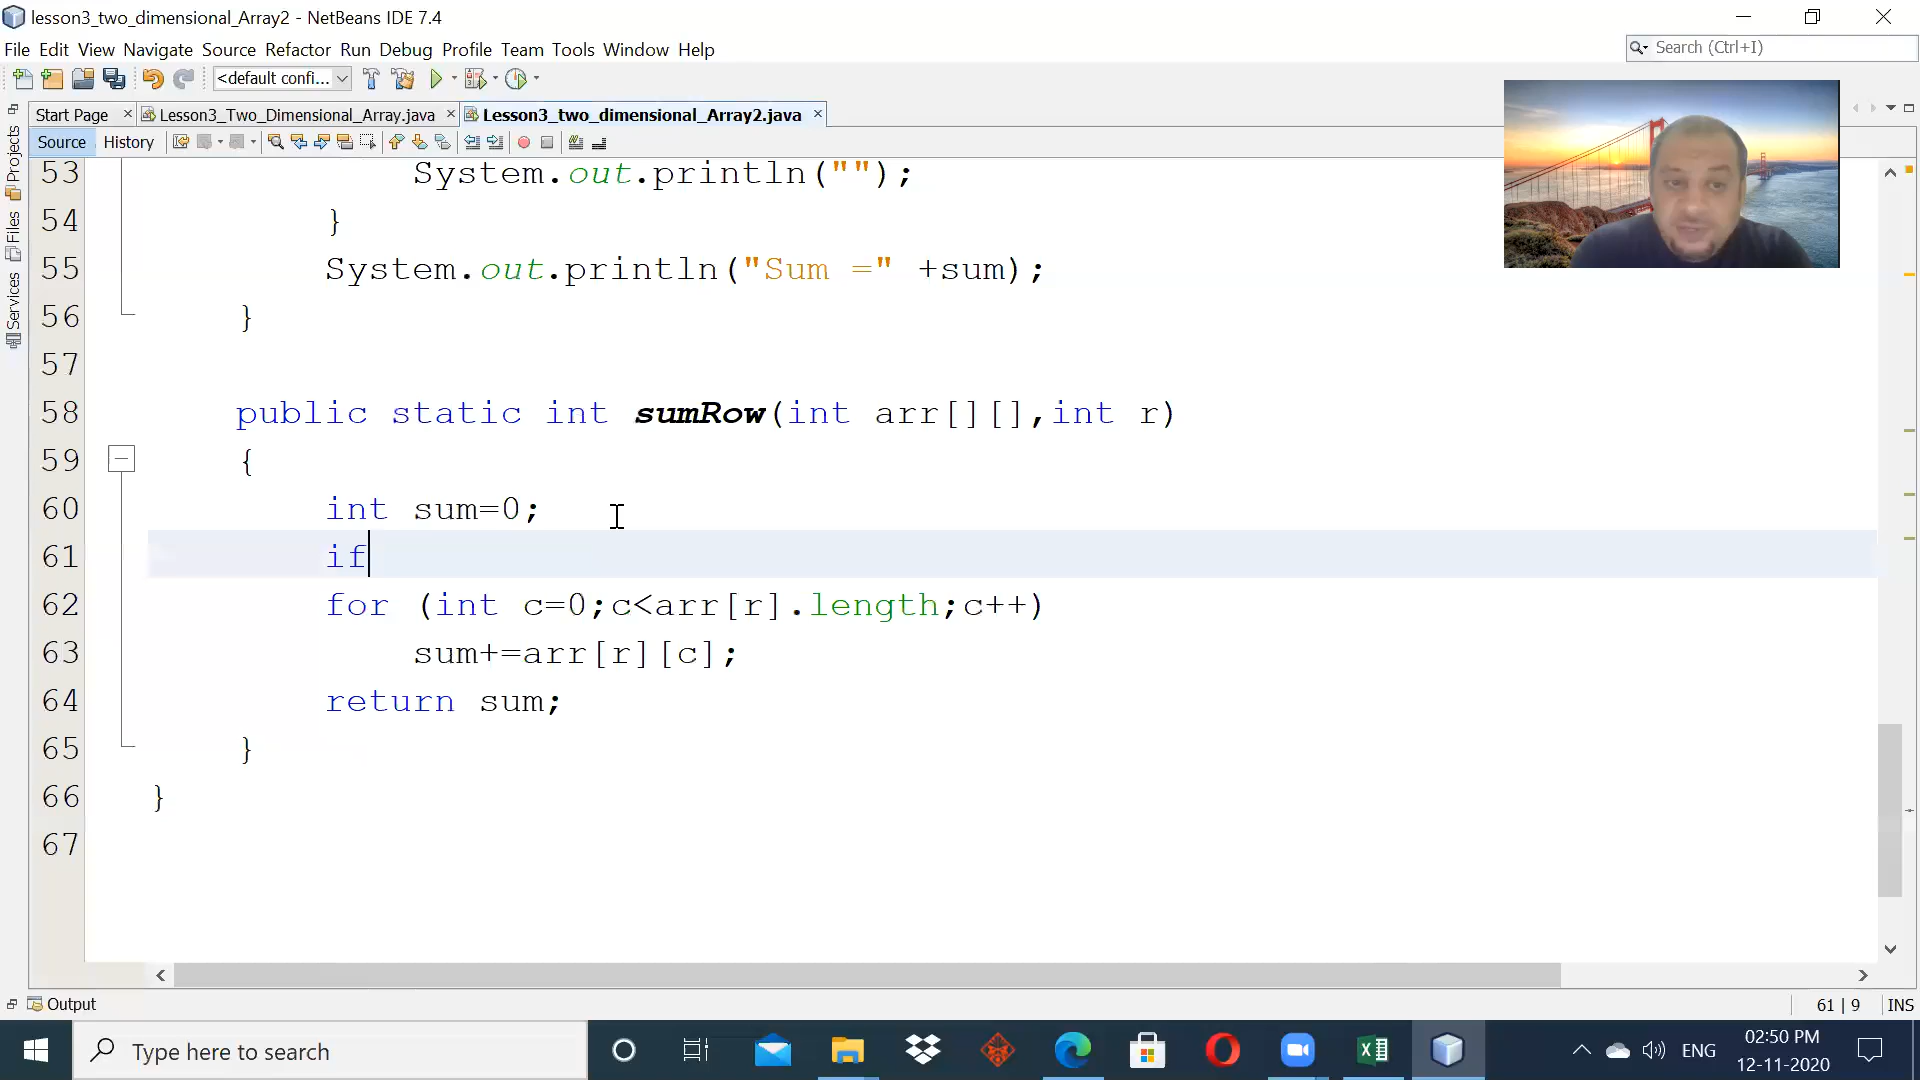 lesson3_two_dimensional_Array2 - NetBeans IDE 7.4
File Edit View Navigate Source Refactor Run Debug Profile Team Tools Window Help
Search (Ctrl+I)
<default confi...
Start Page
Lesson3_Two_Dimensional_Array.java
Lesson3_two_dimensional_Array2.java
Source History
Projects
Files
Services
53 System.out.println("");
54 }
55 System.out.println("Sum =" +sum);
56 }
57
58 public static int sumRow(int arr[][],int r)
59 {
60 int sum=0;
61 if
62 for (int c=0;c<arr[r].length;c++)
63 sum+=arr[r][c];
64 return sum;
65 }
66 }
67
Output
61 | 9 INS
Type here to search
ENG
02:50 PM
12-11-2020